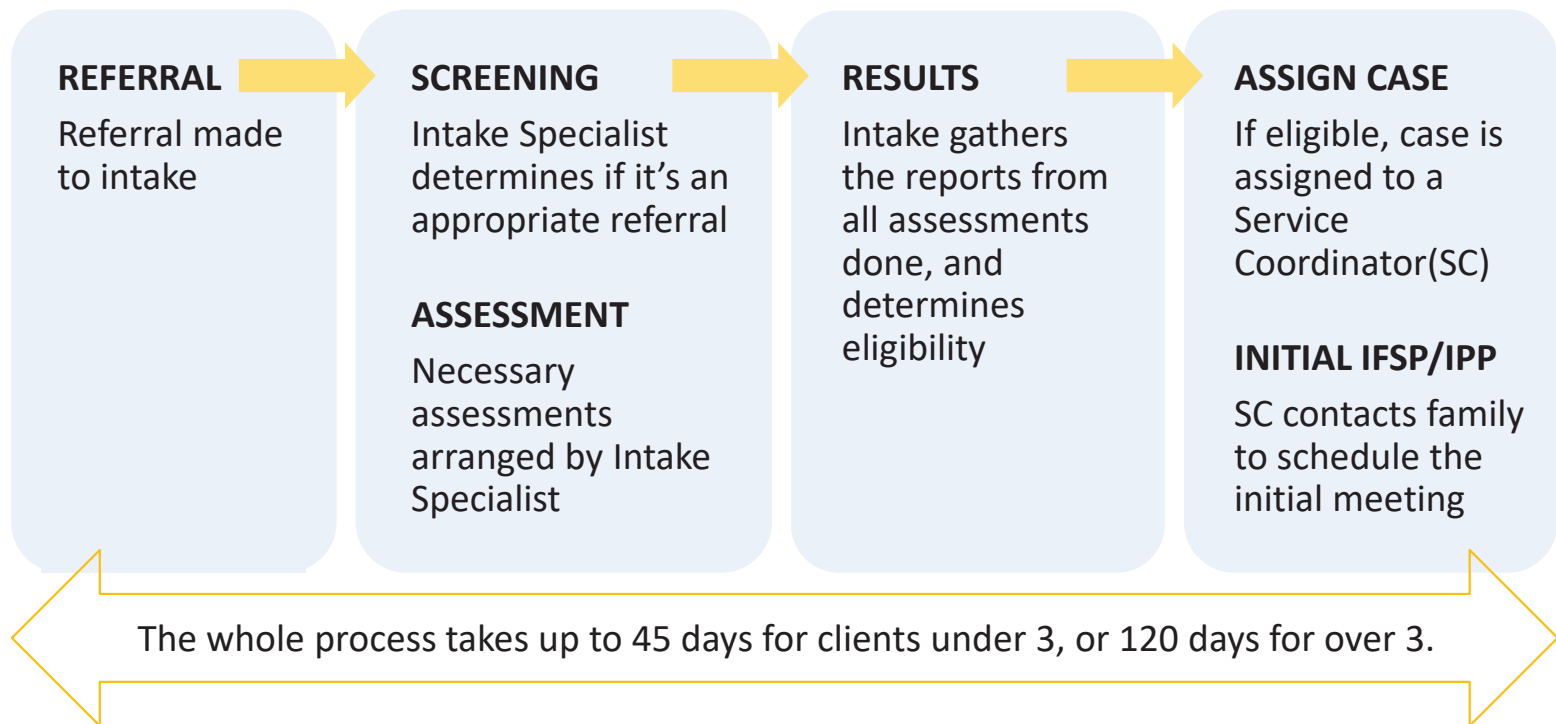 REFERRAL
Referral made
to intake
SCREENING
Intake Specialist
determines if it’s an
appropriate referral
ASSESSMENT
Necessary
assessments
arranged by Intake
Specialist
RESULTS
Intake gathers
the reports from
all assessments
done, and
determines
eligibility
ASSIGN CASE
If eligible, case is
assigned to a
Service
Coordinator(SC)
INITIAL IFSP/IPP
SC contacts family
to schedule the
initial meeting
The whole process takes up to 45 days for clients under 3, or 120 days for over 3.